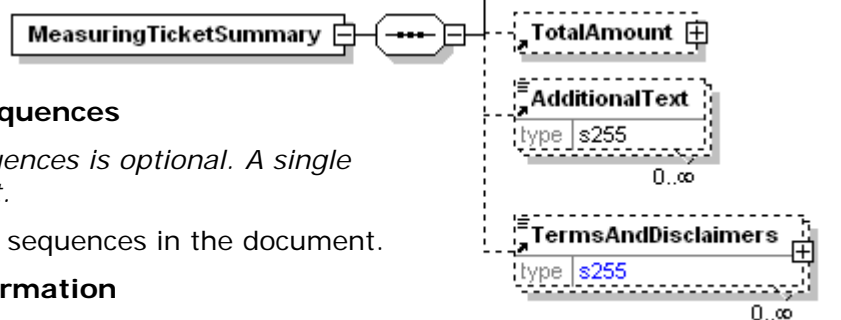 MeasuringTicketSummary
TotalAmount
AdditionalText
type s255
0..∞
TermsAndDisclaimers
type s255
0..∞
quences
uences is optional. A single
t.
sequences in the document.
rmation